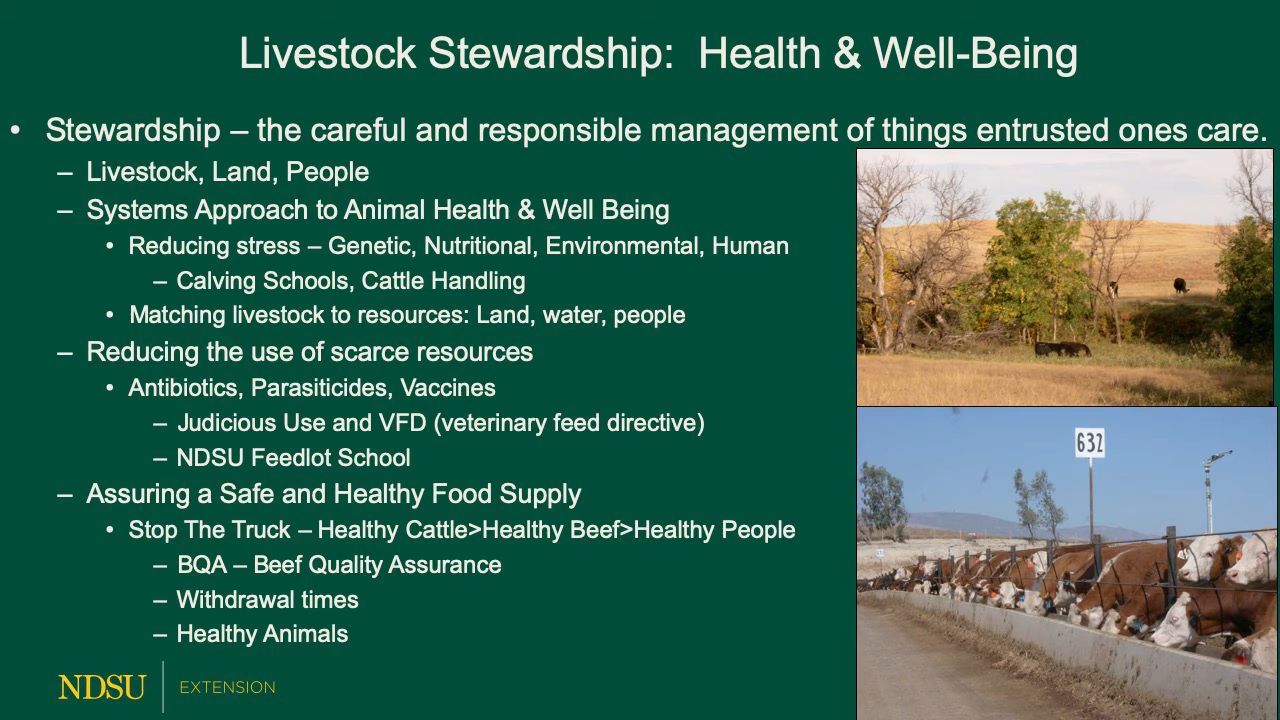 Livestock Stewardship:  Health & Well-Being
• Stewardship – the careful and responsible management of things entrusted ones care.
– Livestock, Land, People
– Systems Approach to Animal Health & Well Being
• Reducing stress – Genetic, Nutritional, Environmental, Human
– Calving Schools, Cattle Handling
• Matching livestock to resources: Land, water, people
– Reducing the use of scarce resources
• Antibiotics, Parasiticides, Vaccines
– Judicious Use and VFD (veterinary feed directive)
– NDSU Feedlot School
– Assuring a Safe and Healthy Food Supply
• Stop The Truck – Healthy Cattle>Healthy Beef>Healthy People
– BQA – Beef Quality Assurance
– Withdrawal times
– Healthy Animals
632
NDSU EXTENSION